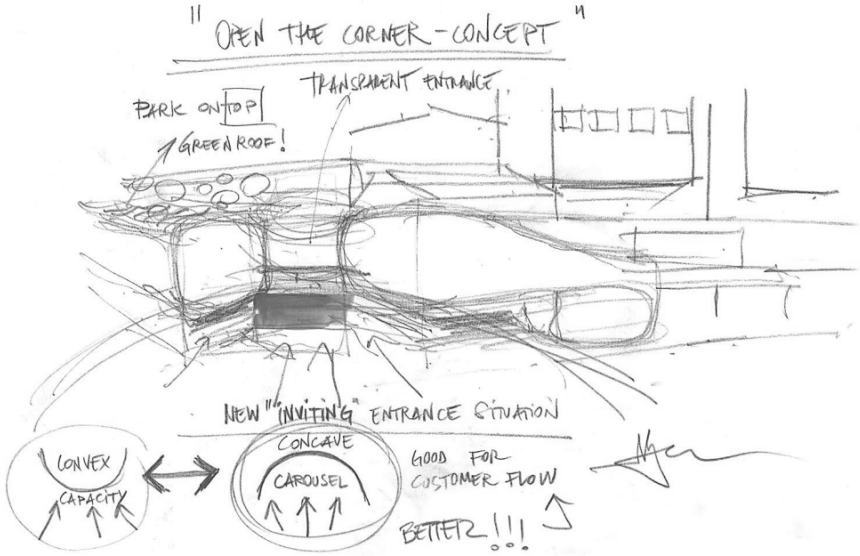 "OPEN THE CORNER-CONCEPT"
TRANSPARENT ENTRANCE
PARK ON TOP
GREEN ROOF!
NEW "INVITING" ENTRANCE SITUATION
CONVEX
CAPACITY
CONCAVE
CAROUSEL
GOOD FOR
CUSTOMER FLOW
BETTER!!!